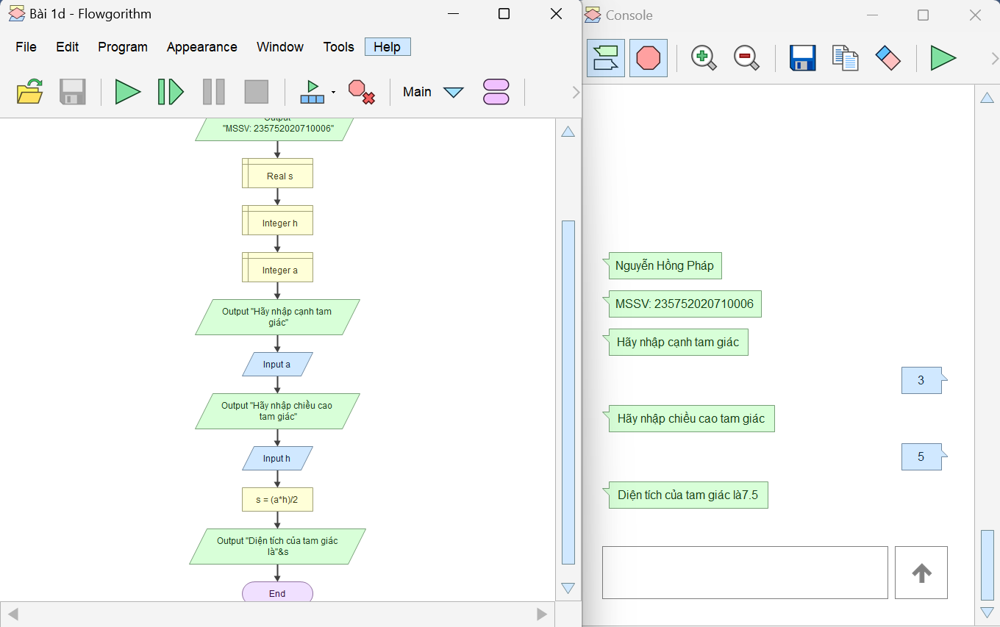 Bài 1d - Flowgorithm
File Edit Program Appearance Window Tools Help
Main
Output
"MSSV: 235752020710006"
Real s
Integer h
Integer a
Output "Hãy nhập cạnh tam
giác"
Input a
Output "Hãy nhập chiều cao
tam giác"
Input h
s = (a*h)/2
Output "Diện tích của tam giác
là"&s
End
Console
Nguyễn Hồng Pháp
MSSV: 235752020710006
Hãy nhập cạnh tam giác
3
Hãy nhập chiều cao tam giác
5
Diện tích của tam giác là7.5